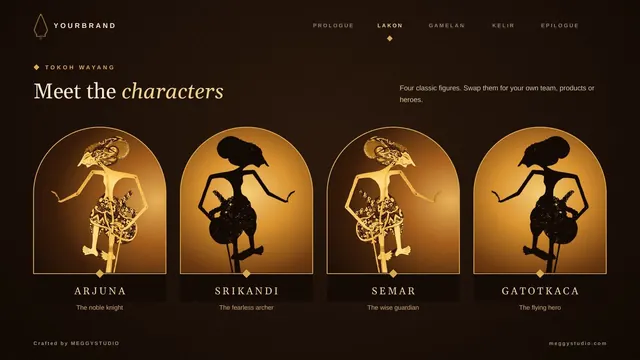 YOURBRAND
PROLOGUE
LAKON
GAMELAN
KELIR
EPILOGUE
TOKOH WAYANG
Meet the characters
Four classic figures. Swap them for your own team, products or
heroes.
ARJUNA
The noble knight
SRIKANDI
The fearless archer
SEMAR
The wise guardian
GATOTKACA
The flying hero
Crafted by MEGGYSTUDIO
meggystudio.com